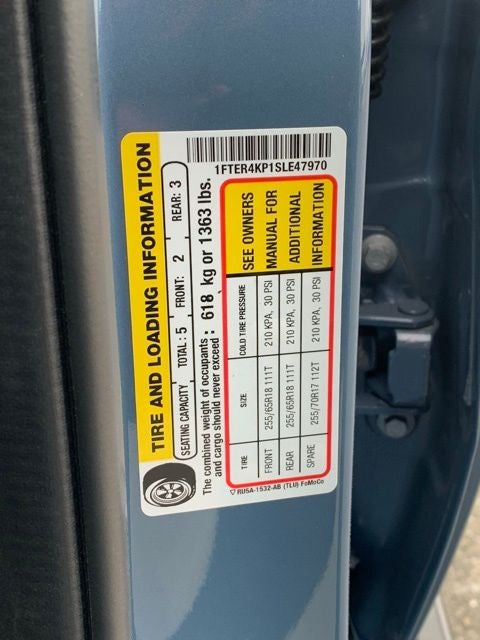 1FTER4KP1SLE47970
TIRE AND LOADING INFORMATION
SEATING CAPACITY TOTAL: 5 FRONT: 2 REAR: 3
The combined weight of occupants
and cargo should never exceed: 618 kg or 1363 lbs.
TIRE SIZE COLD TIRE PRESSURE SEE OWNERS
FRONT 255/65R18 111T 210 KPA, 30 PSI MANUAL FOR
REAR 255/65R18 111T 210 KPA, 30 PSI ADDITIONAL
SPARE 255/70R17 112T 210 KPA, 30 PSI INFORMATION
RU5A-1532-AB (TLU) FoMoCo